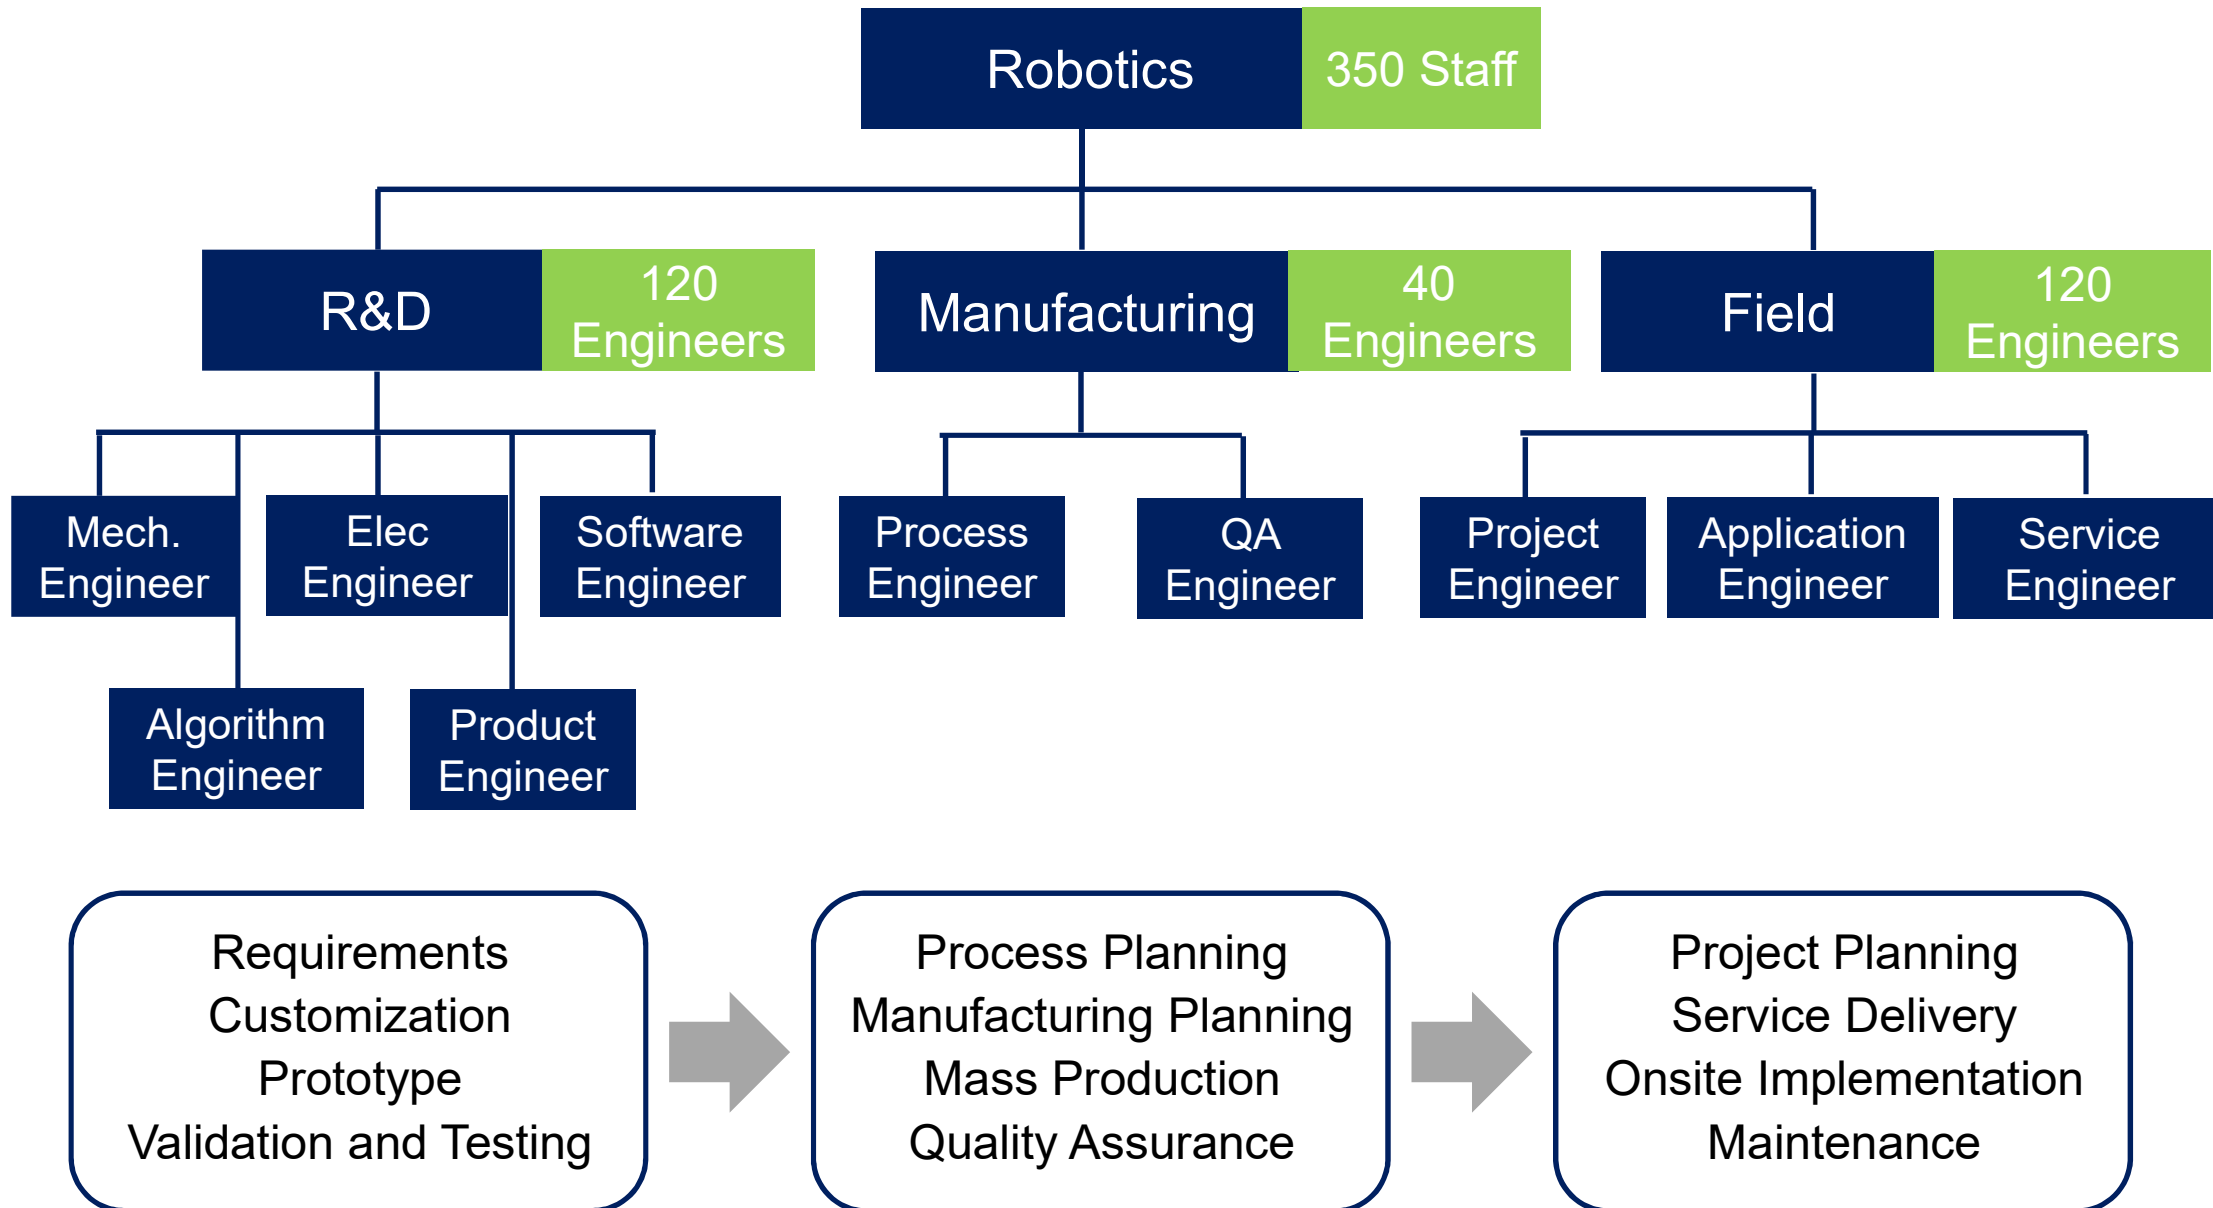 Robotics
350 Staff
R&D
120
Engineers
Manufacturing
40
Engineers
Field
120
Engineers
Mech.
Engineer
Elec
Engineer
Software
Engineer
Process
Engineer
QA
Engineer
Project
Engineer
Application
Engineer
Service
Engineer
Algorithm
Engineer
Product
Engineer
Requirements
Customization
Prototype
Validation and Testing
Process Planning
Manufacturing Planning
Mass Production
Quality Assurance
Project Planning
Service Delivery
Onsite Implementation
Maintenance